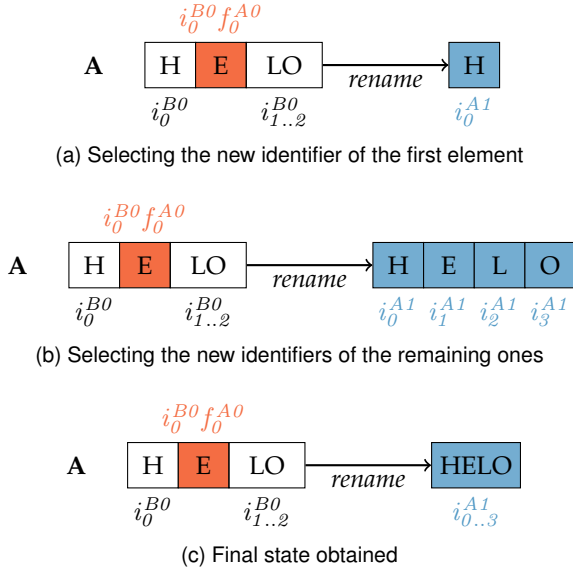 i_0^{B0} f_0^{A0}
A H E LO rename H
i_0^{B0} i_{1..2}^{B0} i_0^{A1}
(a) Selecting the new identifier of the first element
i_0^{B0} f_0^{A0}
A H E LO rename H E L O
i_0^{B0} i_{1..2}^{B0} i_0^{A1} i_1^{A1} i_2^{A1} i_3^{A1}
(b) Selecting the new identifiers of the remaining ones
i_0^{B0} f_0^{A0}
A H E LO rename HELO
i_0^{B0} i_{1..2}^{B0} i_{0..3}^{A1}
(c) Final state obtained